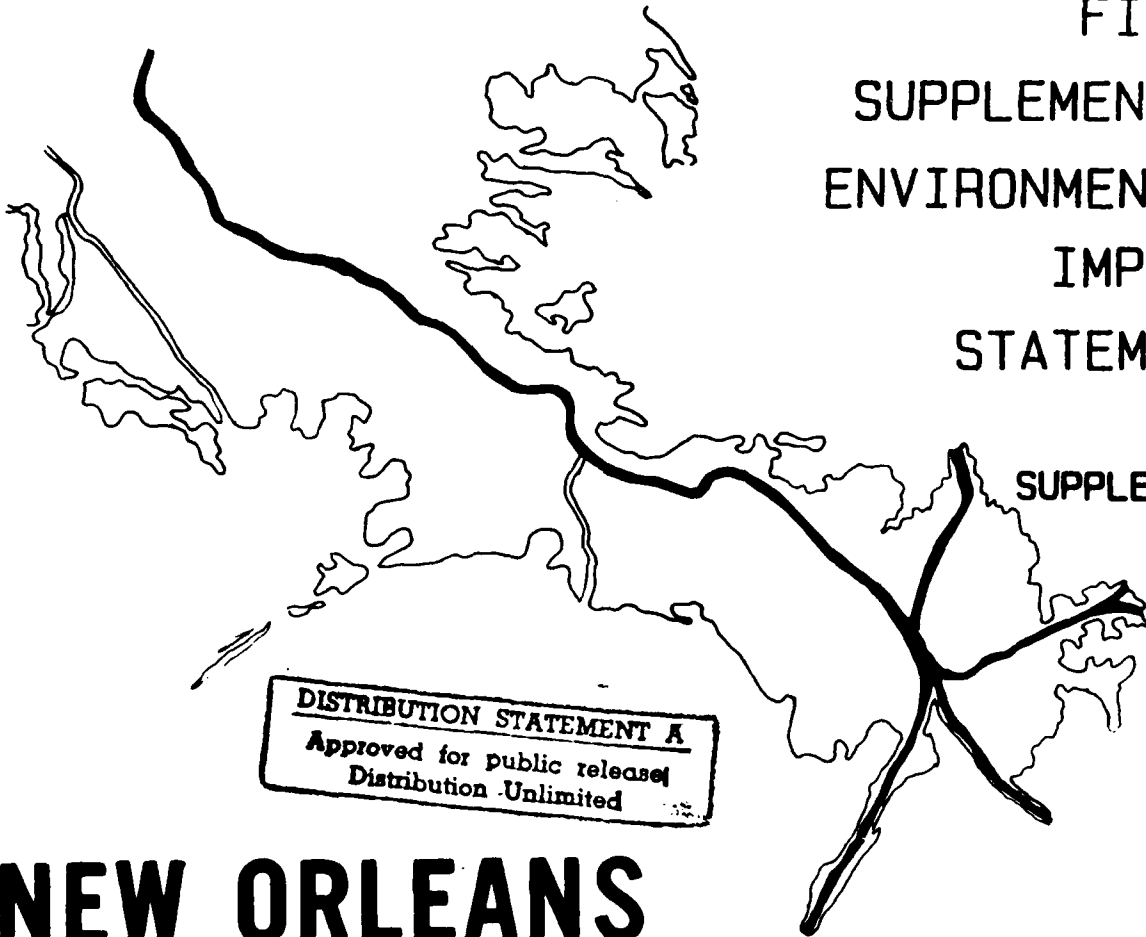 FI
SUPPLEMEN
ENVIRONMEN
IMP
STATEM
SUPPLE
DISTRIBUTION STATEMENT A
Approved for public release
Distribution Unlimited
NEW ORLEANS